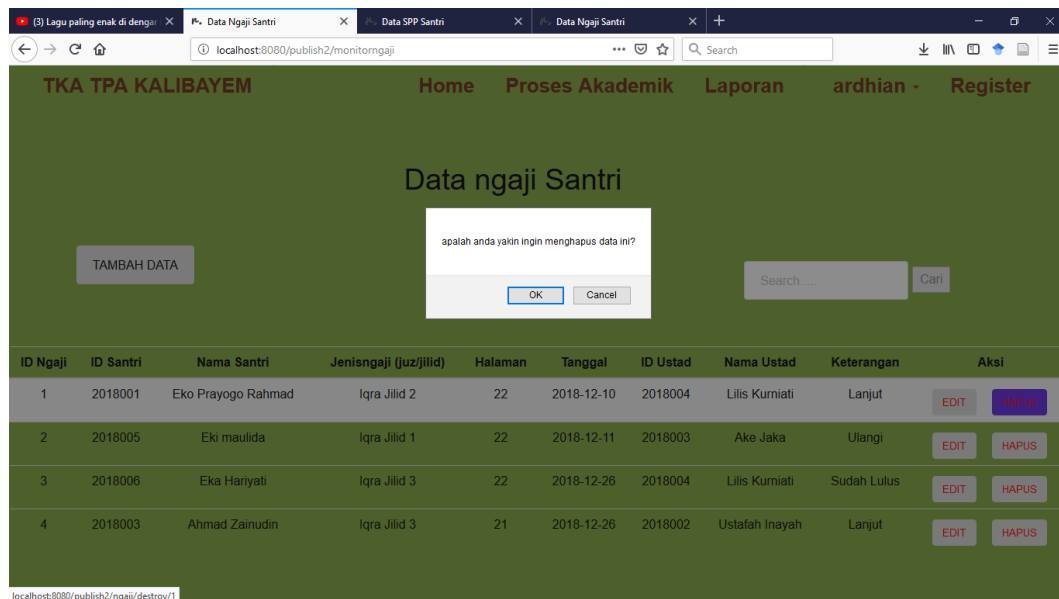 (3) Lagu paling enak di dengar
Data Ngaji Santri
Data SPP Santri
Data Ngaji Santri
localhost:8080/publish2/monitorngaji
Search
TKA TPA KALIBAYEM Home Proses Akademik Laporan ardhian Register
Data ngaji Santri
apalah anda yakin ingin menghapus data ini?
OK Cancel
TAMBAH DATA
Search..... Cari
ID Ngaji ID Santri Nama Santri Jenisngaji (juz/jilid) Halaman Tanggal ID Ustad Nama Ustad Keterangan Aksi
1 2018001 Eko Prayogo Rahmad Iqra Jilid 2 22 2018-12-10 2018004 Lilis Kurniati Lanjut EDIT HAPUS
2 2018005 Eki maulida Iqra Jilid 1 22 2018-12-11 2018003 Ake Jaka Ulangi EDIT HAPUS
3 2018006 Eka Hariyati Iqra Jilid 3 22 2018-12-26 2018004 Lilis Kurniati Sudah Lulus EDIT HAPUS
4 2018003 Ahmad Zainudin Iqra Jilid 3 21 2018-12-26 2018002 Ustafah Inayah Lanjut EDIT HAPUS
localhost:8080/publish2/ngaji/destroy/1